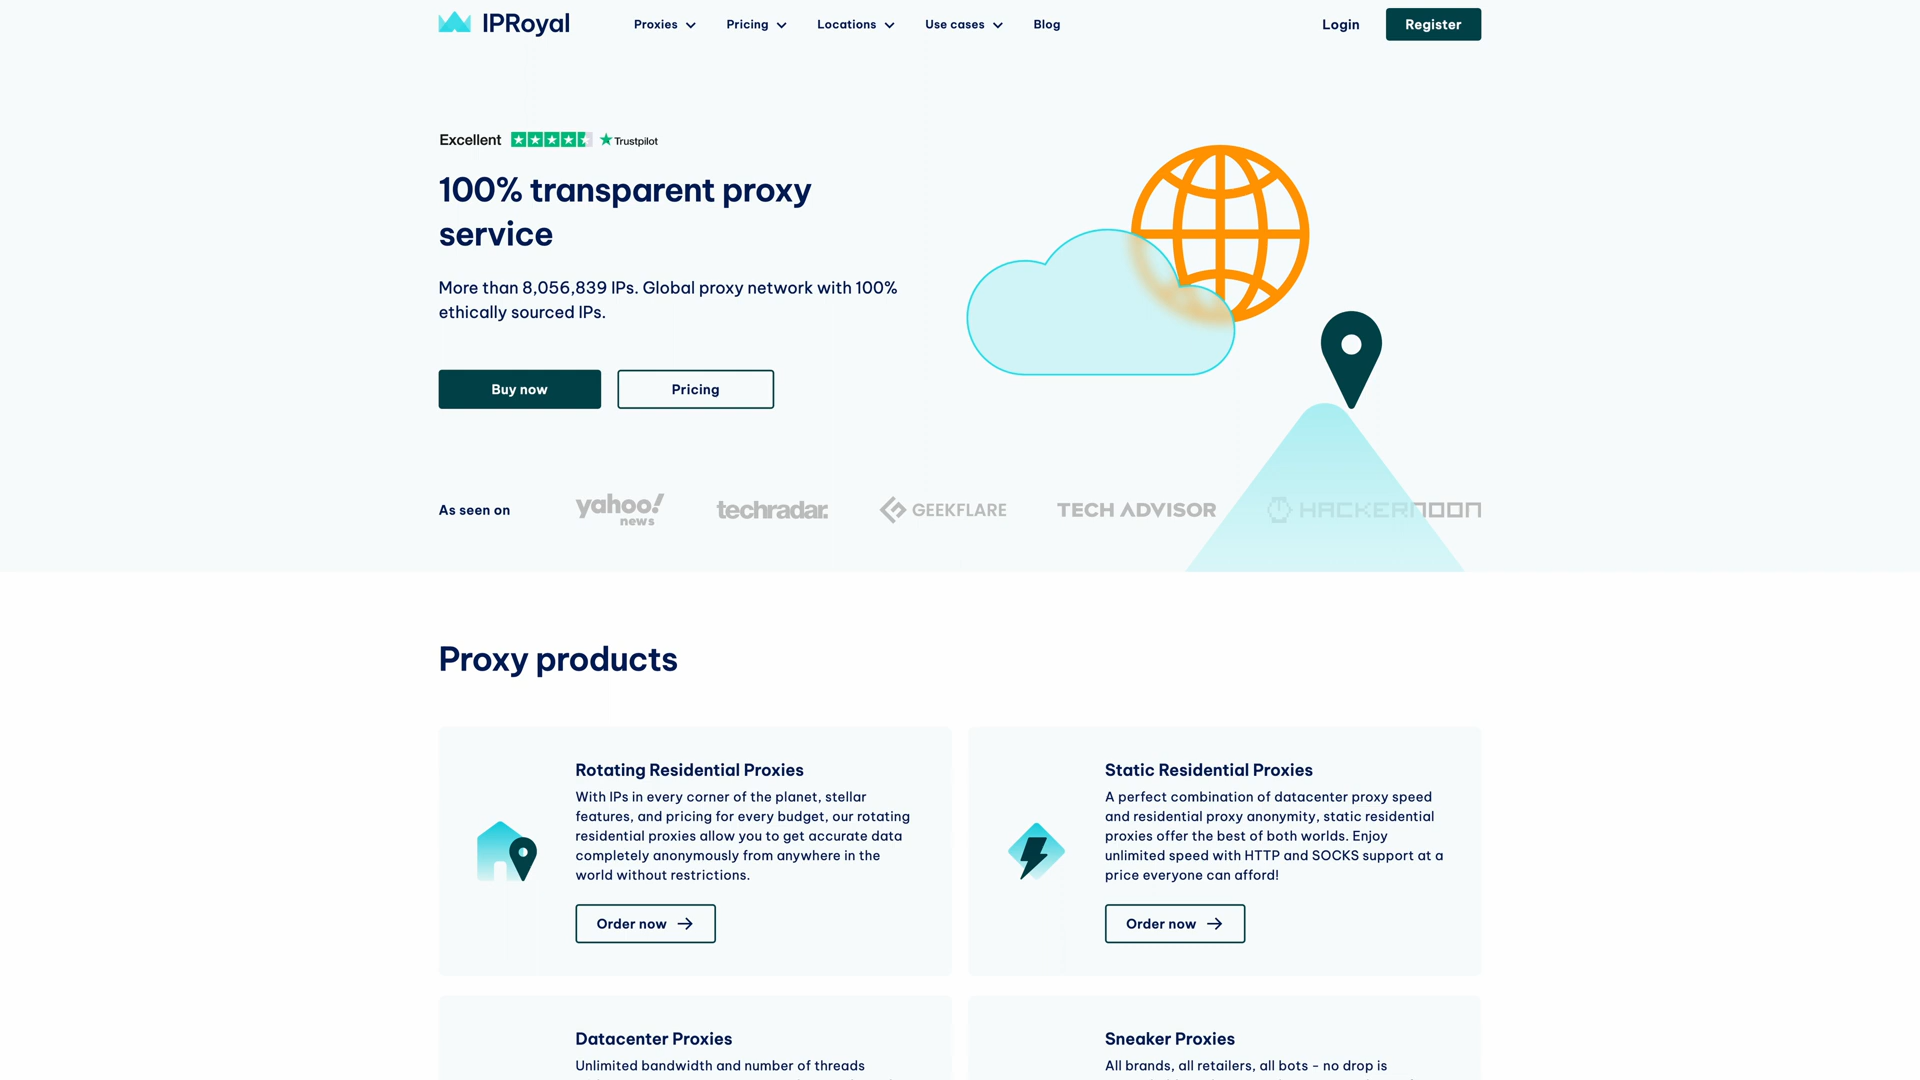 IPRoyal
Proxies
Pricing
Locations
Use cases
Blog
Login
Register
Excellent
Trustpilot
100% transparent proxy
service
More than 8,056,839 IPs. Global proxy network with 100%
ethically sourced IPs.
Buy now
Pricing
As seen on
yahoo!
news
techradar.
GEEKFLARE
TECH ADVISOR
HACKERNOON
Proxy products
Rotating Residential Proxies
With IPs in every corner of the planet, stellar
features, and pricing for every budget, our rotating
residential proxies allow you to get accurate data
completely anonymously from anywhere in the
world without restrictions.
Order now
Static Residential Proxies
A perfect combination of datacenter proxy speed
and residential proxy anonymity, static residential
proxies offer the best of both worlds. Enjoy
unlimited speed with HTTP and SOCKS support at a
price everyone can afford!
Order now
Datacenter Proxies
Unlimited bandwidth and number of threads
Sneaker Proxies
All brands, all retailers, all bots - no drop is